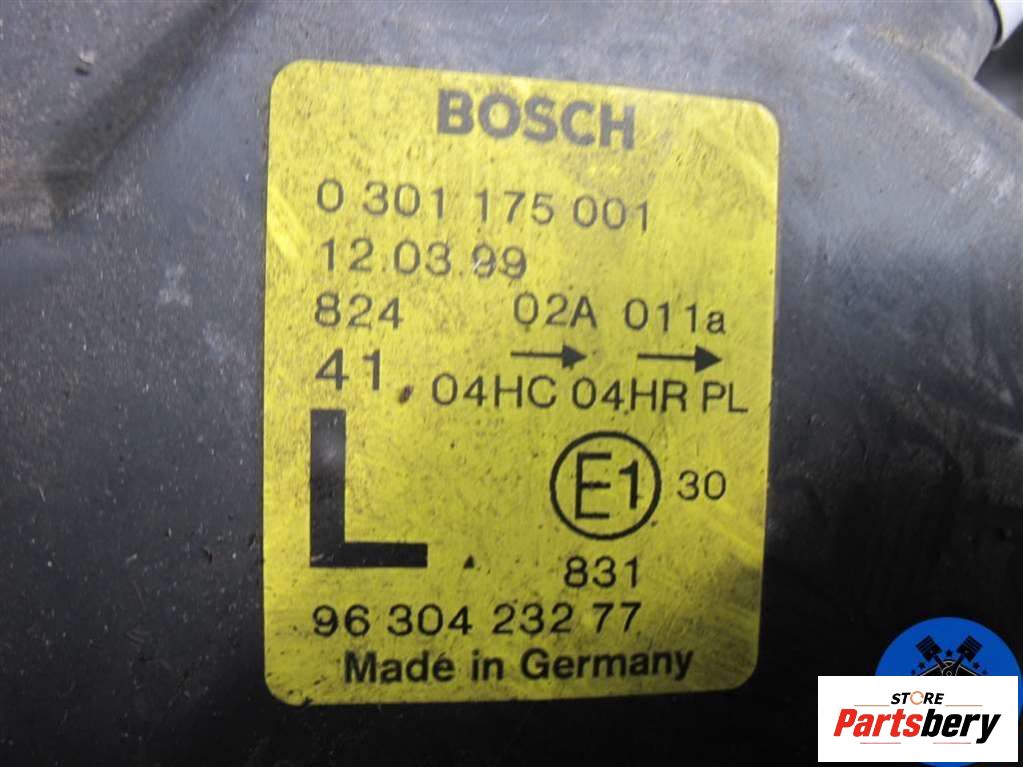 BOSCH
0 301 175 001
12.03.99
824 02A 011a
41 → →
04HC 04HR PL
L
E1 30
831
96 304 232 77
Made in Germany
STORE
Partsbery